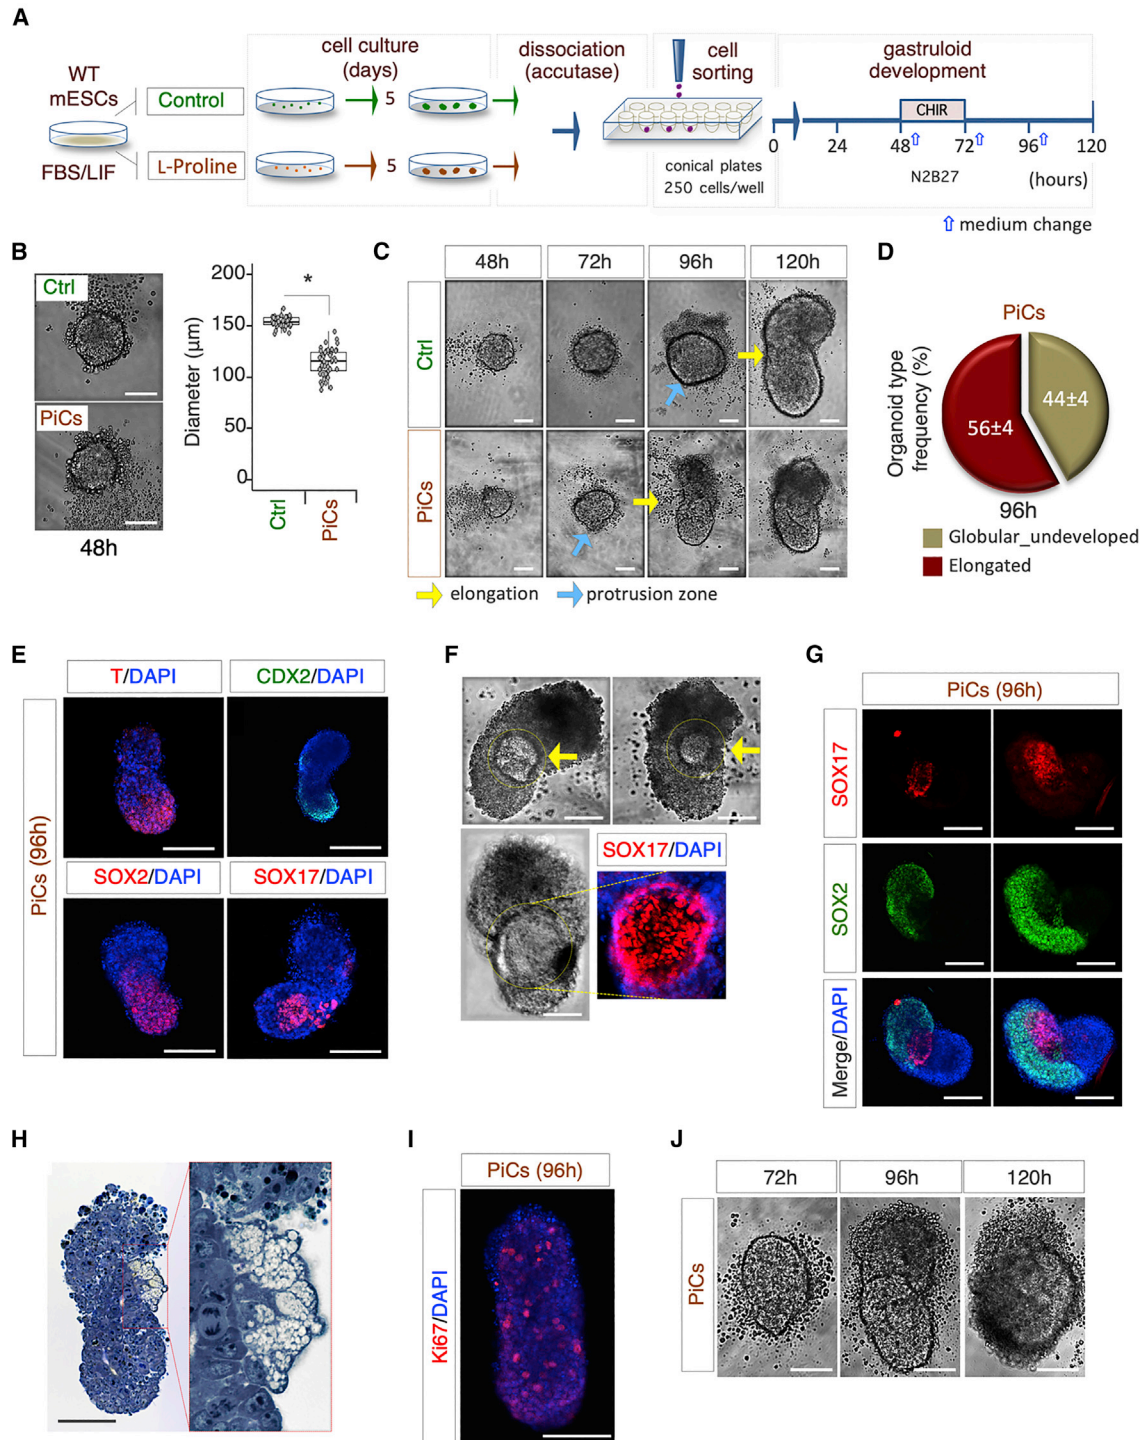 A
WT
mESCs
FBS/LIF
Control
L-Proline
cell culture
(days)
5
5
dissociation
(accutase)
cell
sorting
conical plates
250 cells/well
gastruloid
development
CHIR
0
24
48
72
96
120
N2B27
(hours)
medium change
B
Ctrl
PiCs
48h
Diameter (µm)
200
150
100
50
0
*
Ctrl
PiCs
C
48h
72h
96h
120h
Ctrl
PiCs
elongation
protrusion zone
D
PiCs
Organoid type
frequency (%)
56±4
44±4
96h
Globular_undeveloped
Elongated
E
PiCs (96h)
T/DAPI
CDX2/DAPI
SOX2/DAPI
SOX17/DAPI
F
SOX17/DAPI
G
PiCs (96h)
SOX17
SOX2
Merge/DAPI
H
I
PiCs (96h)
Ki67/DAPI
J
72h
96h
120h
PiCs